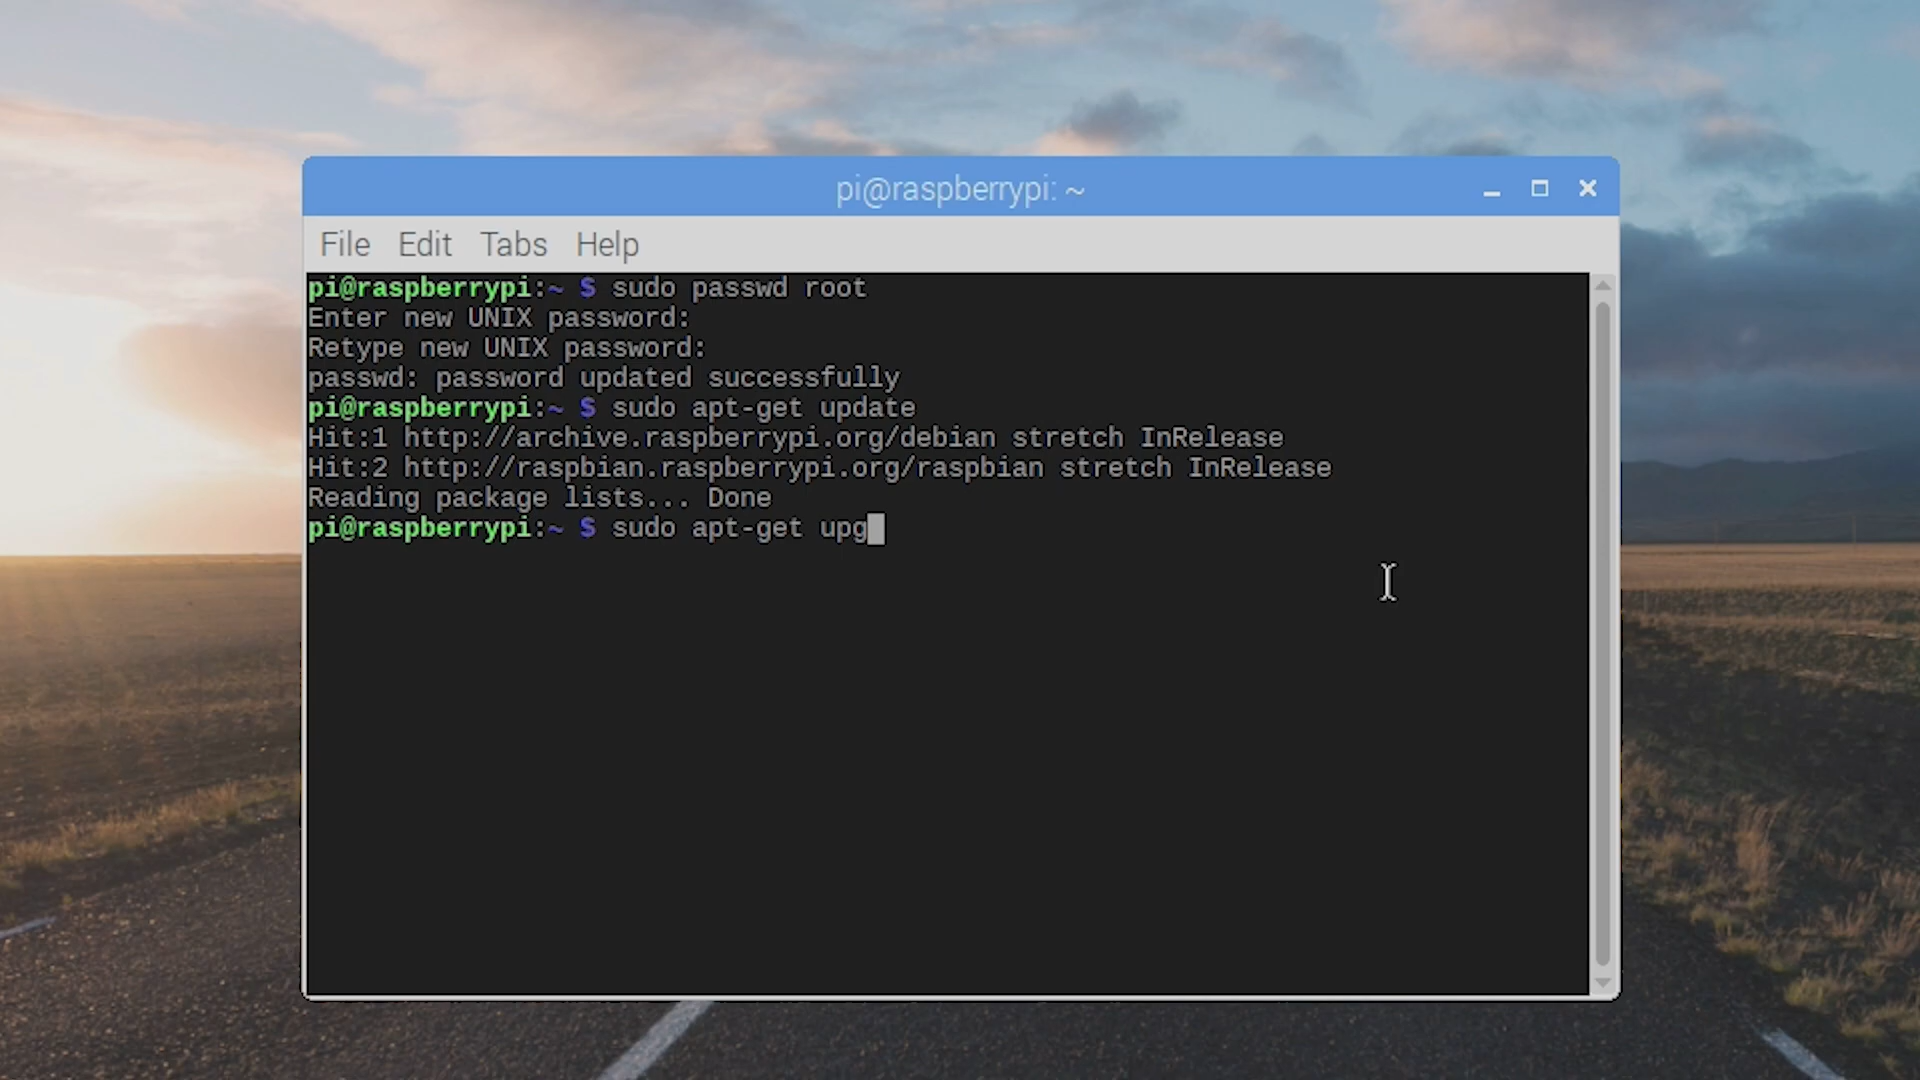 pi@raspberrypi: ~
File Edit Tabs Help
pi@raspberrypi:~ $ sudo passwd root
Enter new UNIX password:
Retype new UNIX password:
passwd: password updated successfully
pi@raspberrypi:~ $ sudo apt-get update
Hit:1 http://archive.raspberrypi.org/debian stretch InRelease
Hit:2 http://raspbian.raspberrypi.org/raspbian stretch InRelease
Reading package lists... Done
pi@raspberrypi:~ $ sudo apt-get upg